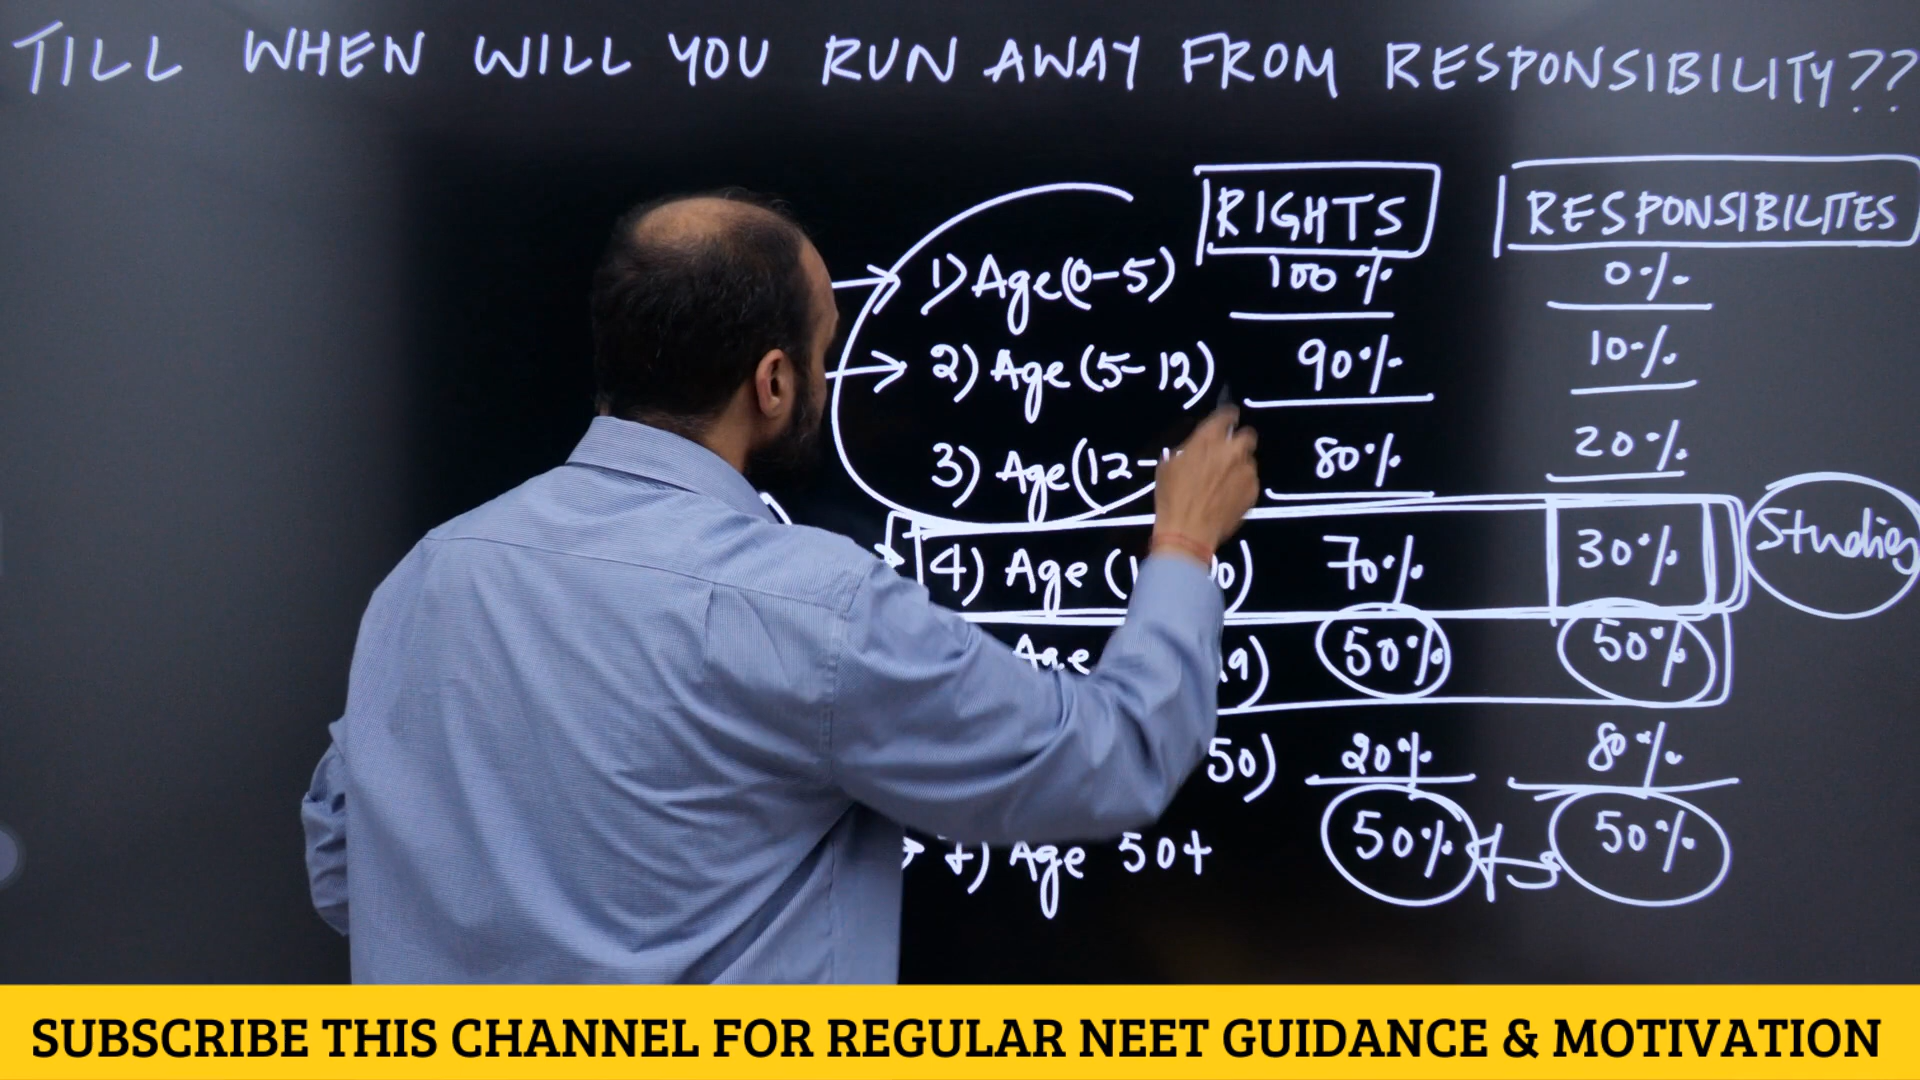 TILL WHEN WILL YOU RUN AWAY FROM RESPONSIBILITY??
RIGHTS RESPONSIBILITES
1) Age (0-5) 100% 0%
2) Age (5-12) 90% 10%
3) Age (12- 80% 20%
4) Age ( 70% 30% Studies
Age 50% 50%
50) 20% 80%
7) Age 50+ 50% 50%
SUBSCRIBE THIS CHANNEL FOR REGULAR NEET GUIDANCE & MOTIVATION